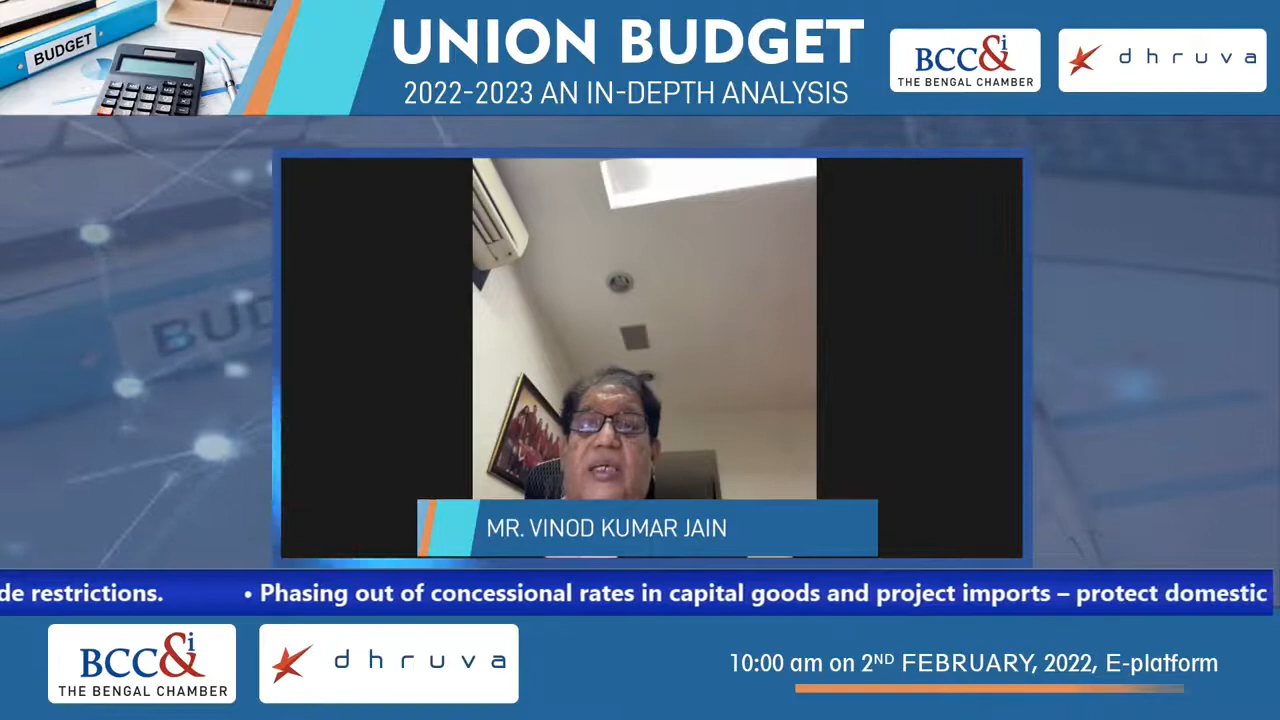 BUDGET
UNION BUDGET
2022-2023 AN IN-DEPTH ANALYSIS
BCC&i
THE BENGAL CHAMBER
dhruva
BUD
MR. VINOD KUMAR JAIN
de restrictions. • Phasing out of concessional rates in capital goods and project imports – protect domestic
BCC&i
THE BENGAL CHAMBER
dhruva
10:00 am on 2ND FEBRUARY, 2022, E-platform